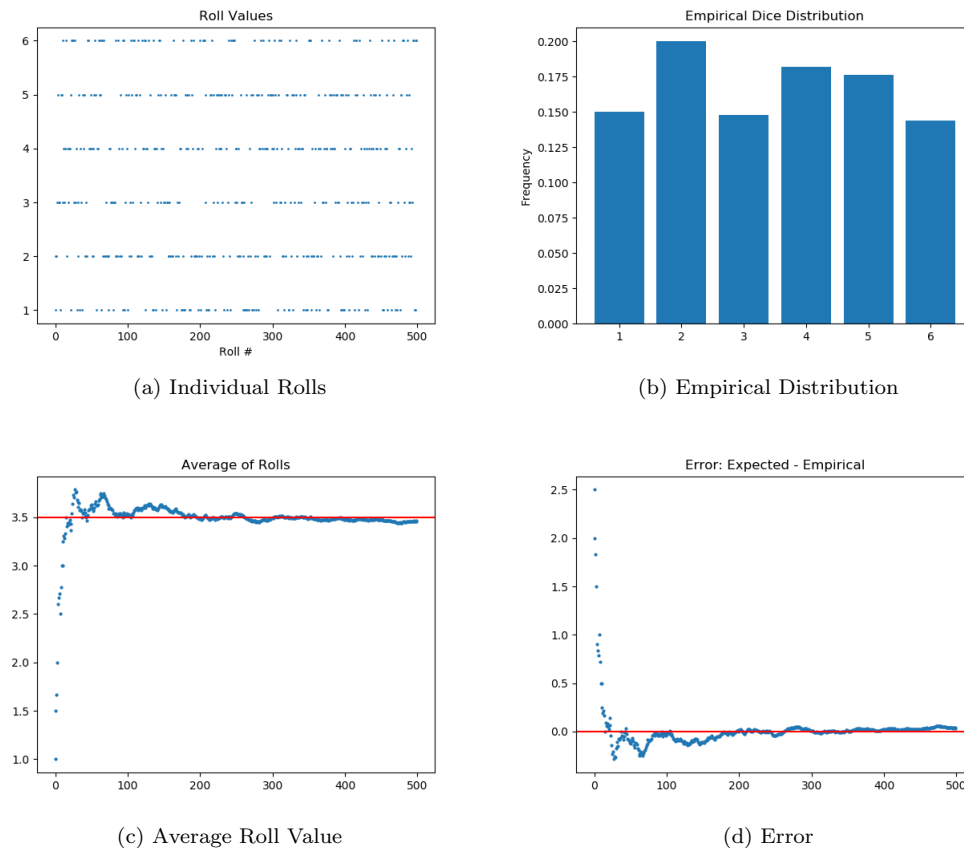 Roll Values
6
5
4
3
2
1
0 100 200 300 400 500
Roll #
(a) Individual Rolls
Empirical Dice Distribution
Frequency
0.200
0.175
0.150
0.125
0.100
0.075
0.050
0.025
0.000
1 2 3 4 5 6
(b) Empirical Distribution
Average of Rolls
3.5
3.0
2.5
2.0
1.5
1.0
0 100 200 300 400 500
(c) Average Roll Value
Error: Expected - Empirical
2.5
2.0
1.5
1.0
0.5
0.0
0 100 200 300 400 500
(d) Error